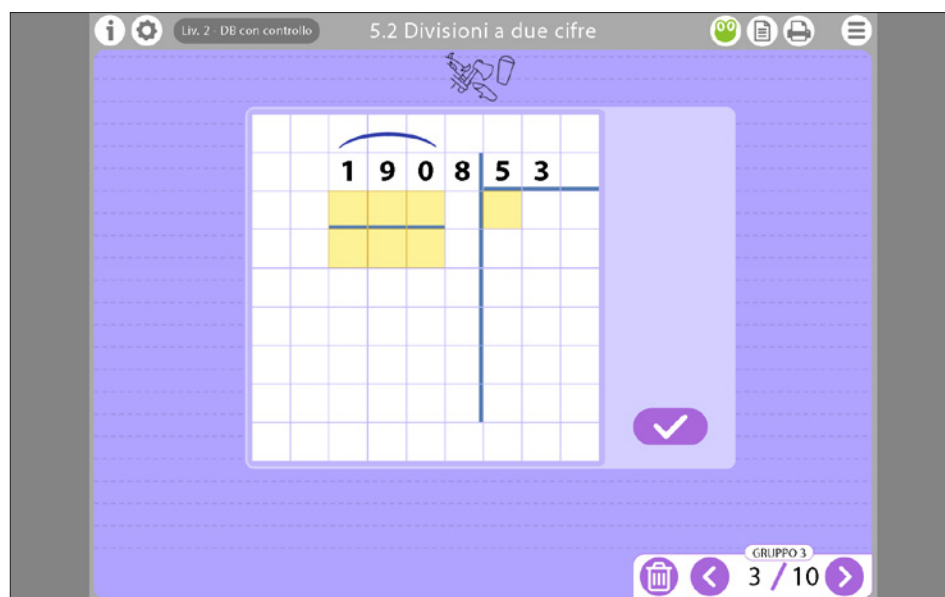 i Liv. 2 - DB con controllo 5.2 Divisioni a due cifre
1 9 0 8 5 3
GRUPPO 3
3 / 10